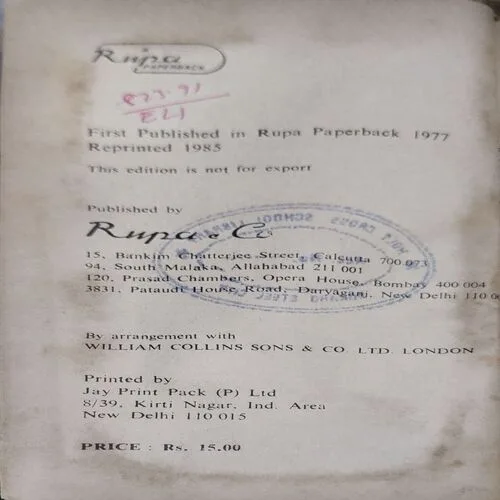 Rupa
PAPERBACK
823.91
ELI
First Published in Rupa Paperback 1977
Reprinted 1985
This edition is not for export
Published by
Rupa & Co
15, Bankim Chatterjee Street, Calcutta 700 073
94, South Malaka, Allahabad 211 001
120, Prasad Chambers, Opera House, Bombay 400 004
3831, Pataudi House Road, Daryaganj, New Delhi 110 0
HOLY CROSS SCHOOL
By arrangement with
WILLIAM COLLINS SONS & CO. LTD. LONDON
Printed by
Jay Print Pack (P) Ltd
8/39, Kirti Nagar, Ind. Area
New Delhi 110 015
PRICE : Rs. 15.00